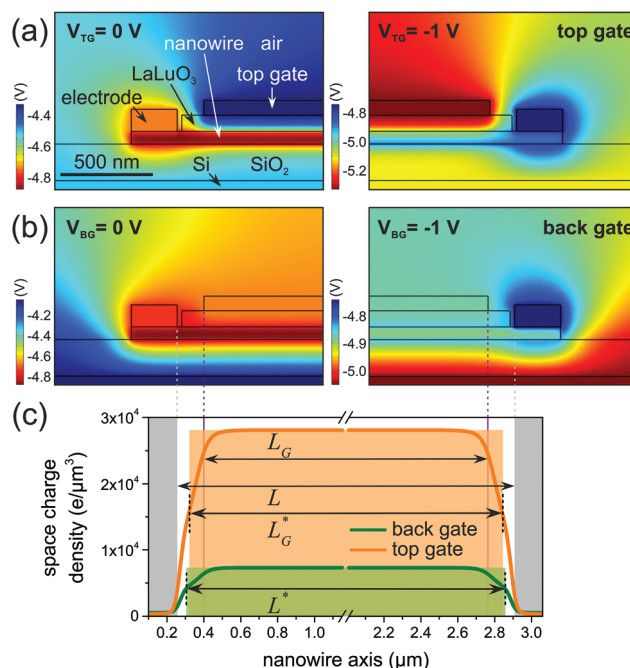 (a)
V_TG= 0 V
nanowire
air
LaLuO₃
top gate
electrode
500 nm
Si
SiO₂
(V)
-4.4
-4.6
-4.8
V_TG= -1 V
top gate
(V)
-4.8
-5.0
-5.2
(b)
V_BG= 0 V
(V)
-4.2
-4.4
-4.6
-4.8
V_BG= -1 V
back gate
(V)
-4.8
-4.9
-5.0
(c)
space charge
density (e/µm³)
3x10⁴
2x10⁴
1x10⁴
0
L_G
L
L*_G
back gate
top gate
L*
0.2 0.4 0.6 0.8 1.0 2.2 2.4 2.6 2.8 3.0
nanowire axis (µm)